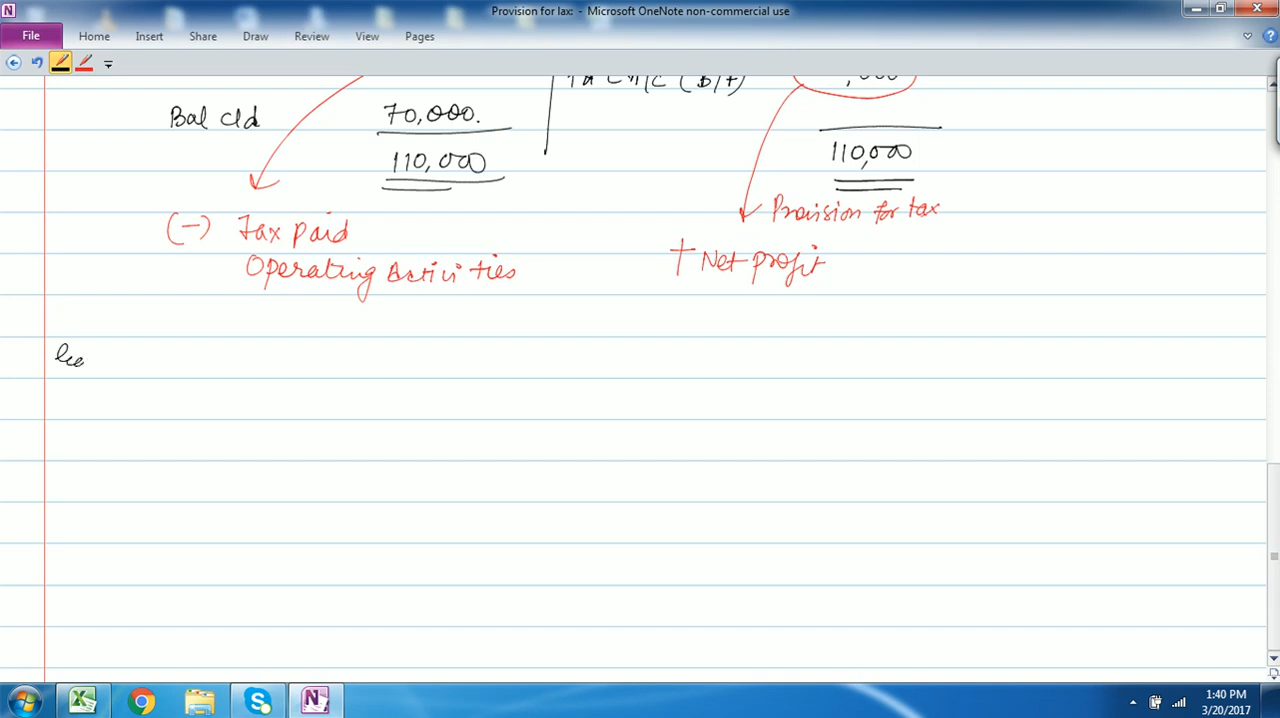 Provision for lax: - Microsoft OneNote non-commercial use
File Home Insert Share Draw Review View Pages
(B/F)
Bal c/d 70,000.
110,000 110,000
Provision for tax
(-) Tax paid
+ Net profit
Operating Activities
1:40 PM
3/20/2017